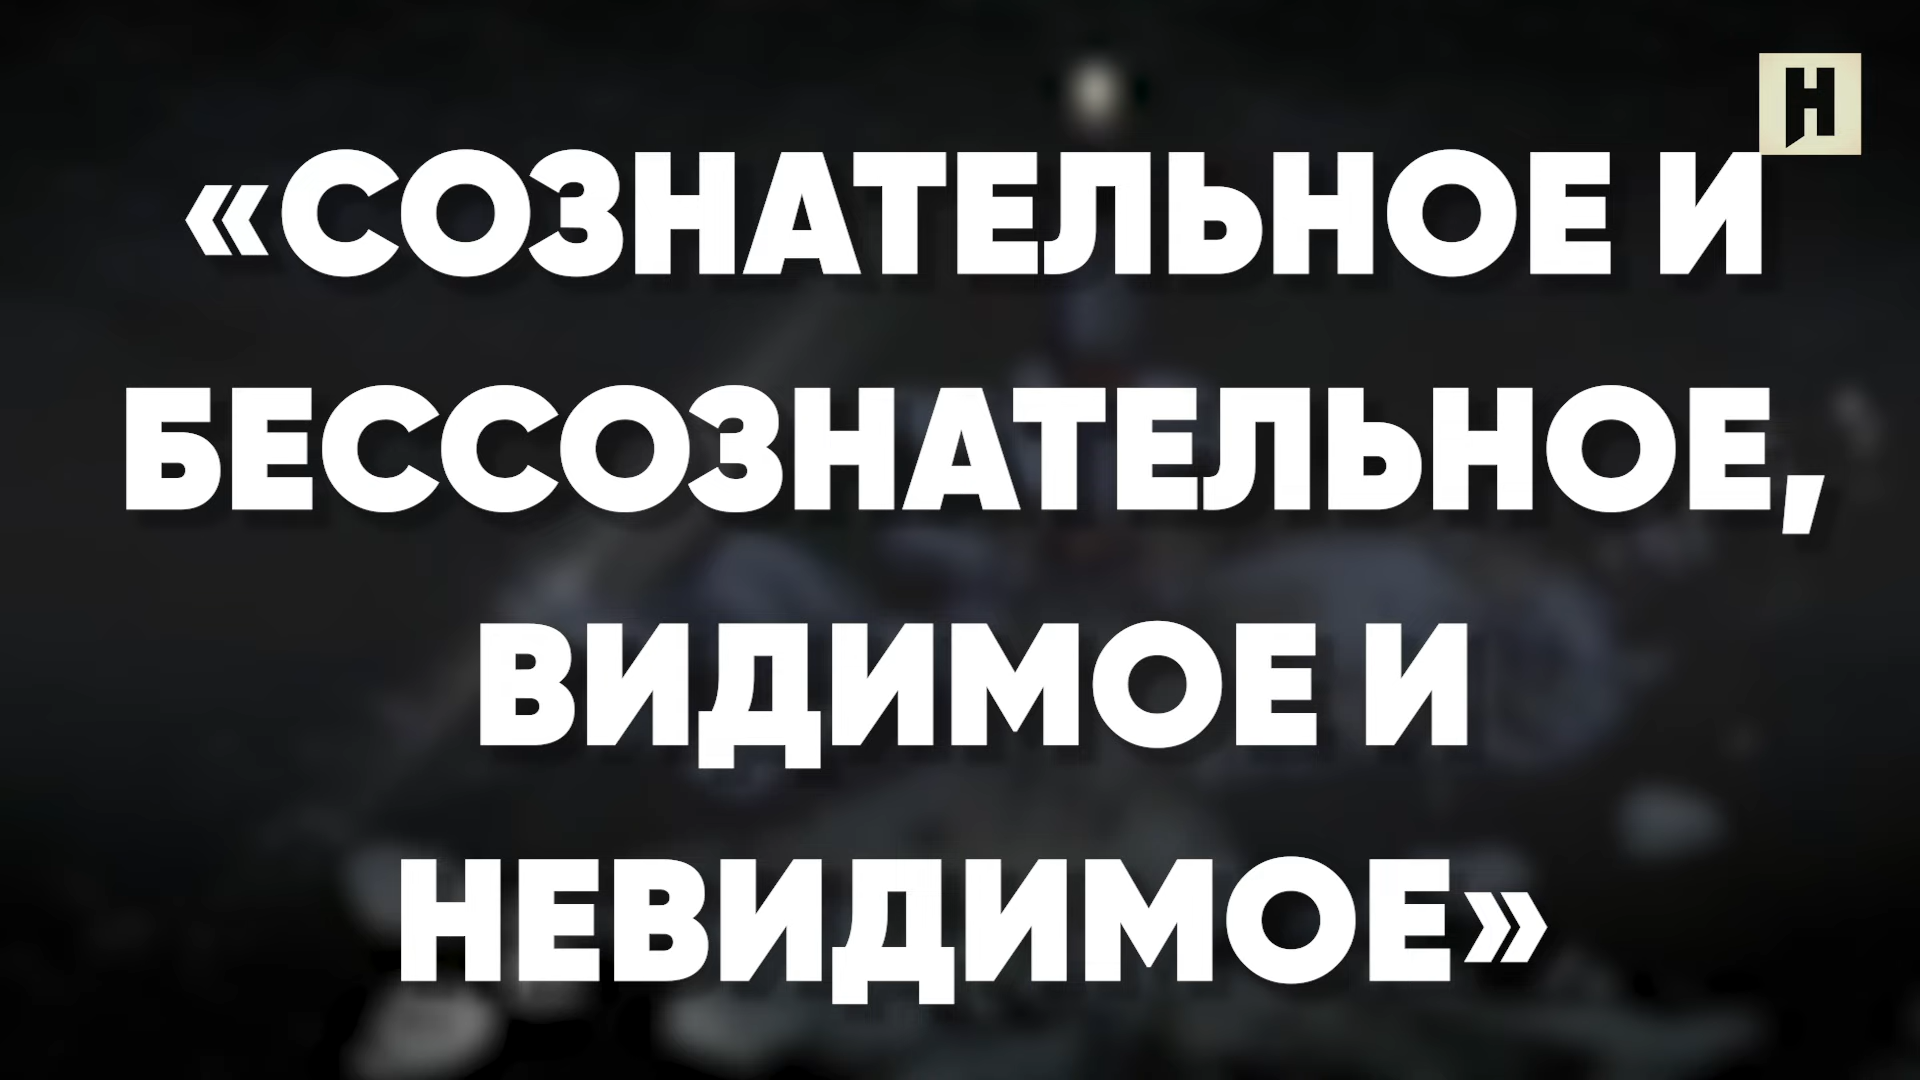 Н
«СОЗНАТЕЛЬНОЕ И
БЕССОЗНАТЕЛЬНОЕ,
ВИДИМОЕ И
НЕВИДИМОЕ»